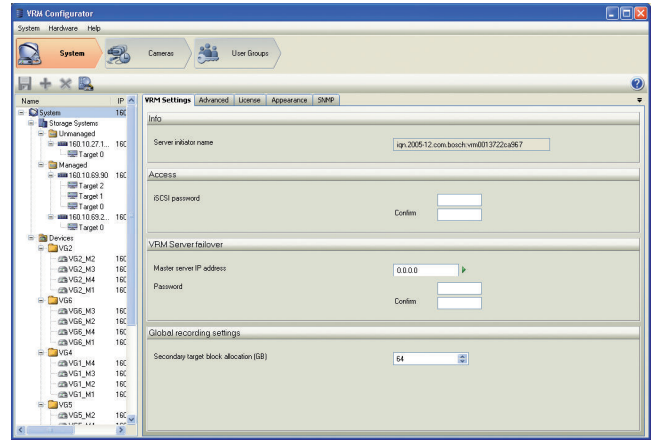 VRM Configurator
System Hardware Help
System Cameras User Groups
Name IP
VRM Settings Advanced License Appearance SNMP
System 160
Storage Systems
Unmanaged
160.10.27.1... 160
Target 0
Managed
160.10.69.90 160
Target 2
Target 1
Target 0
160.10.69.2... 160
Target 0
Devices
VG2
VG2_M2 160
VG2_M3 160
VG2_M4 160
VG2_M1 160
VG6
VG6_M3 160
VG6_M2 160
VG6_M4 160
VG6_M1 160
VG4
VG1_M4 160
VG1_M3 160
VG1_M2 160
VG1_M1 160
VG5
VG5_M2 160
Info
Server initiator name iqn.2005-12.com.bosch:vrm0013722ca967
Access
iSCSI password
Confirm
VRM Server failover
Master server IP address 0.0.0.0
Password
Confirm
Global recording settings
Secondary target block allocation (GB) 64